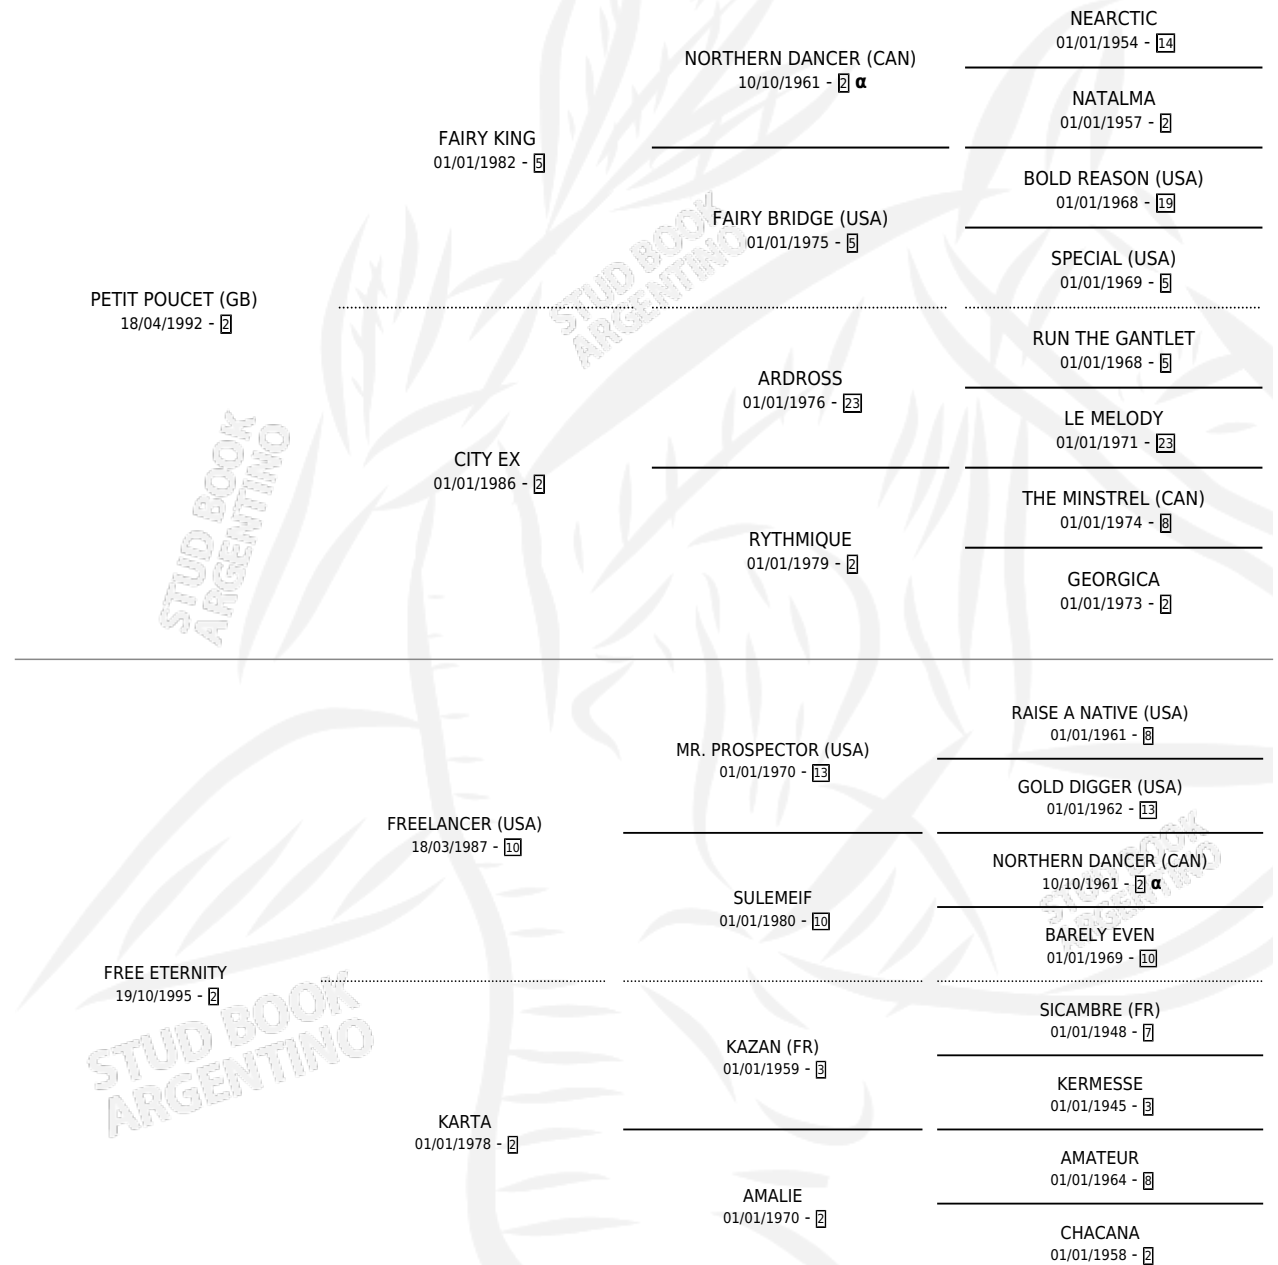 NEARCTIC
01/01/1954 - 14
NORTHERN DANCER (CAN)
10/10/1961 - 2 α
NATALMA
01/01/1957 - 2
FAIRY KING
01/01/1982 - 5
BOLD REASON (USA)
01/01/1968 - 19
FAIRY BRIDGE (USA)
01/01/1975 - 5
SPECIAL (USA)
01/01/1969 - 5
PETIT POUCET (GB)
18/04/1992 - 2
RUN THE GANTLET
01/01/1968 - 5
ARDROSS
01/01/1976 - 23
LE MELODY
01/01/1971 - 23
CITY EX
01/01/1986 - 2
THE MINSTREL (CAN)
01/01/1974 - 8
RYTHMIQUE
01/01/1979 - 2
GEORGICA
01/01/1973 - 2
RAISE A NATIVE (USA)
01/01/1961 - 8
MR. PROSPECTOR (USA)
01/01/1970 - 13
GOLD DIGGER (USA)
01/01/1962 - 13
FREELANCER (USA)
18/03/1987 - 10
NORTHERN DANCER (CAN)
10/10/1961 - 2 α
SULEMEIF
01/01/1980 - 10
BARELY EVEN
01/01/1969 - 10
FREE ETERNITY
19/10/1995 - 2
SICAMBRE (FR)
01/01/1948 - 7
KAZAN (FR)
01/01/1959 - 3
KERMESSE
01/01/1945 - 3
KARTA
01/01/1978 - 2
AMATEUR
01/01/1964 - 8
AMALIE
01/01/1970 - 2
CHACANA
01/01/1958 - 2
STUD BOOK
ARGENTINO
STUD BOOK
ARGENTINO
STUD BOOK
ARGENTINO
STUD BOOK
ARGENTINO